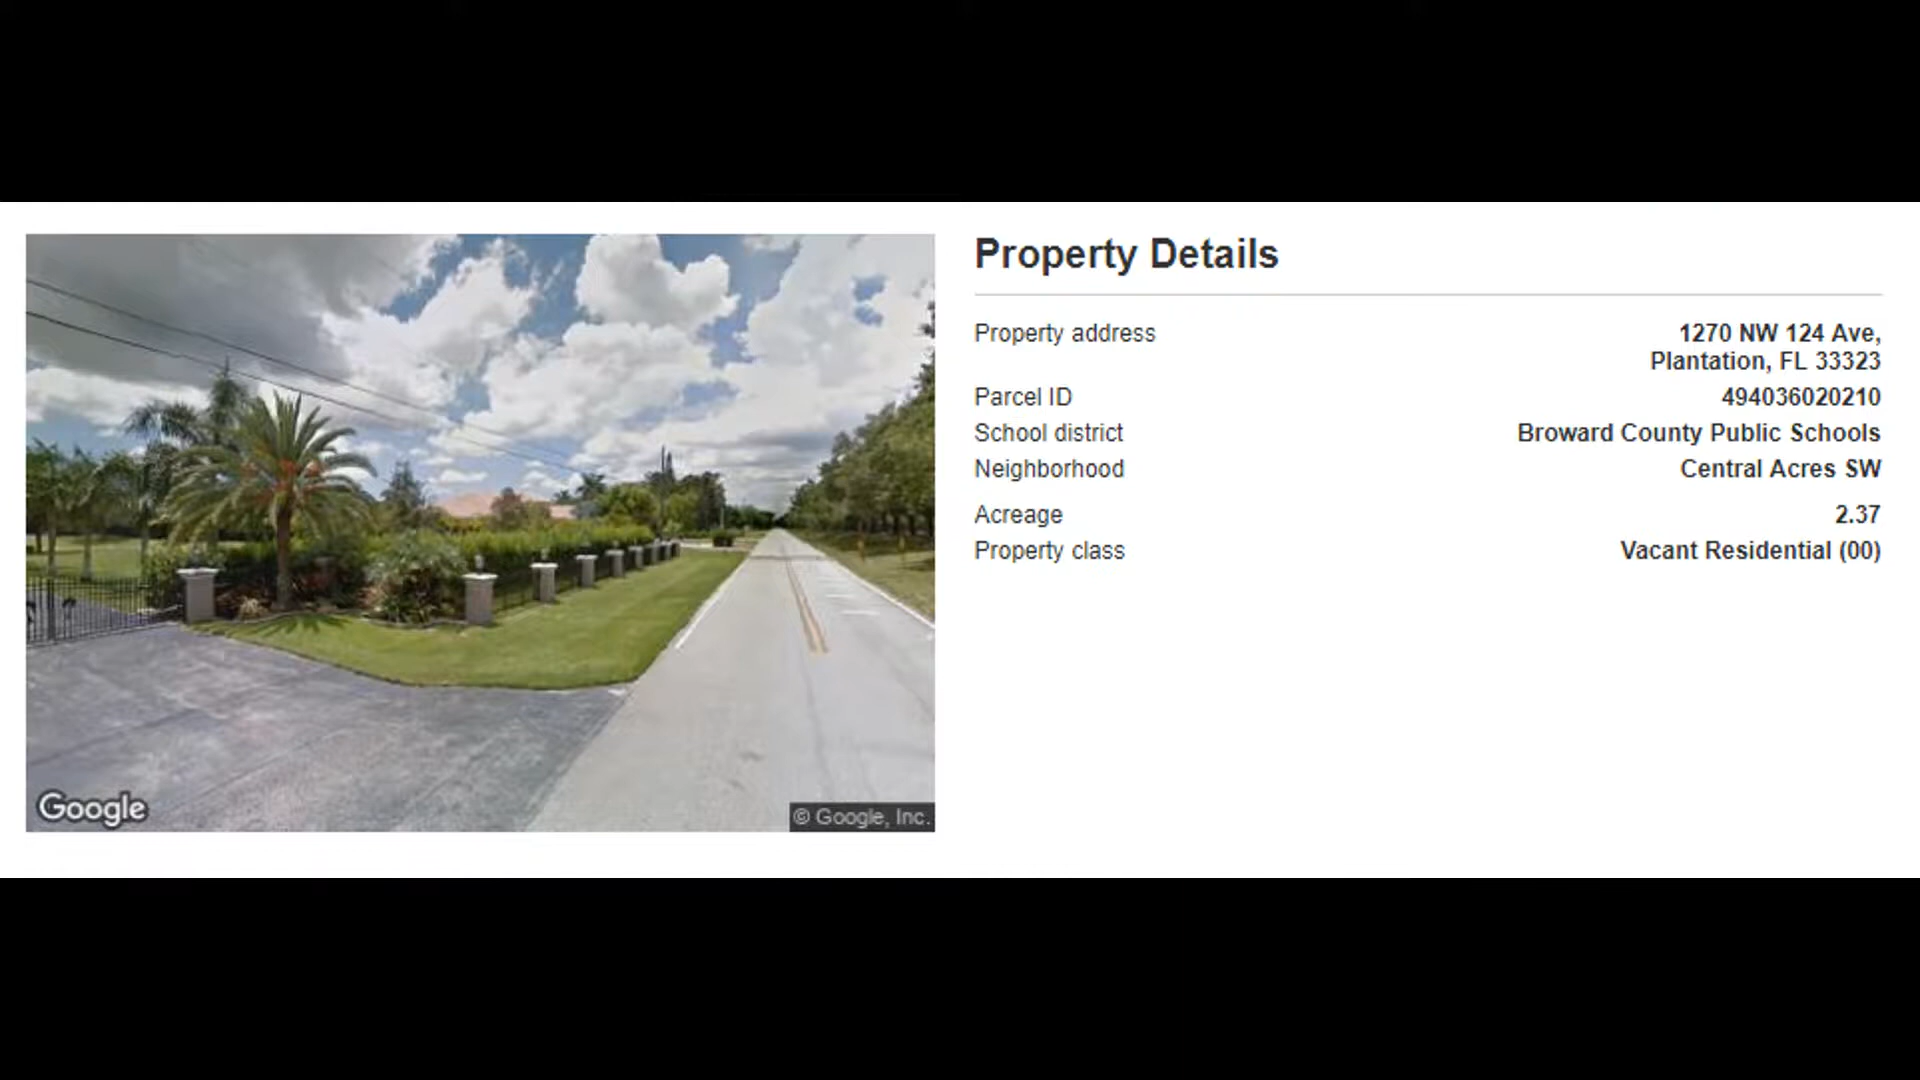 Property Details
Property address 1270 NW 124 Ave,
Plantation, FL 33323
Parcel ID 494036020210
School district Broward County Public Schools
Neighborhood Central Acres SW
Acreage 2.37
Property class Vacant Residential (00)
Google
© Google, Inc.